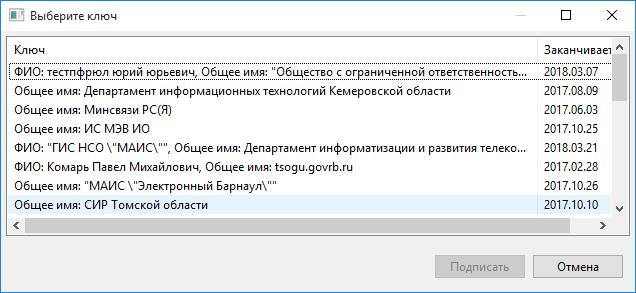 Выберите ключ
Ключ Заканчивает
ФИО: тестпфрюл юрий юрьевич, Общее имя: "Общество с ограниченной ответственность... 2018.03.07
Общее имя: Департамент информационных технологий Кемеровской области 2017.08.09
Общее имя: Минсвязи РС(Я) 2017.06.03
Общее имя: ИС МЭВ ИО 2017.10.25
ФИО: "ГИС НСО \"МАИС\"", Общее имя: Департамент информатизации и развития телеко... 2018.03.21
ФИО: Комарь Павел Михайлович, Общее имя: tsogu.govrb.ru 2017.02.28
Общее имя: "МАИС \"Электронный Барнаул\"" 2017.10.26
Общее имя: СИР Томской области 2017.10.10
Подписать Отмена